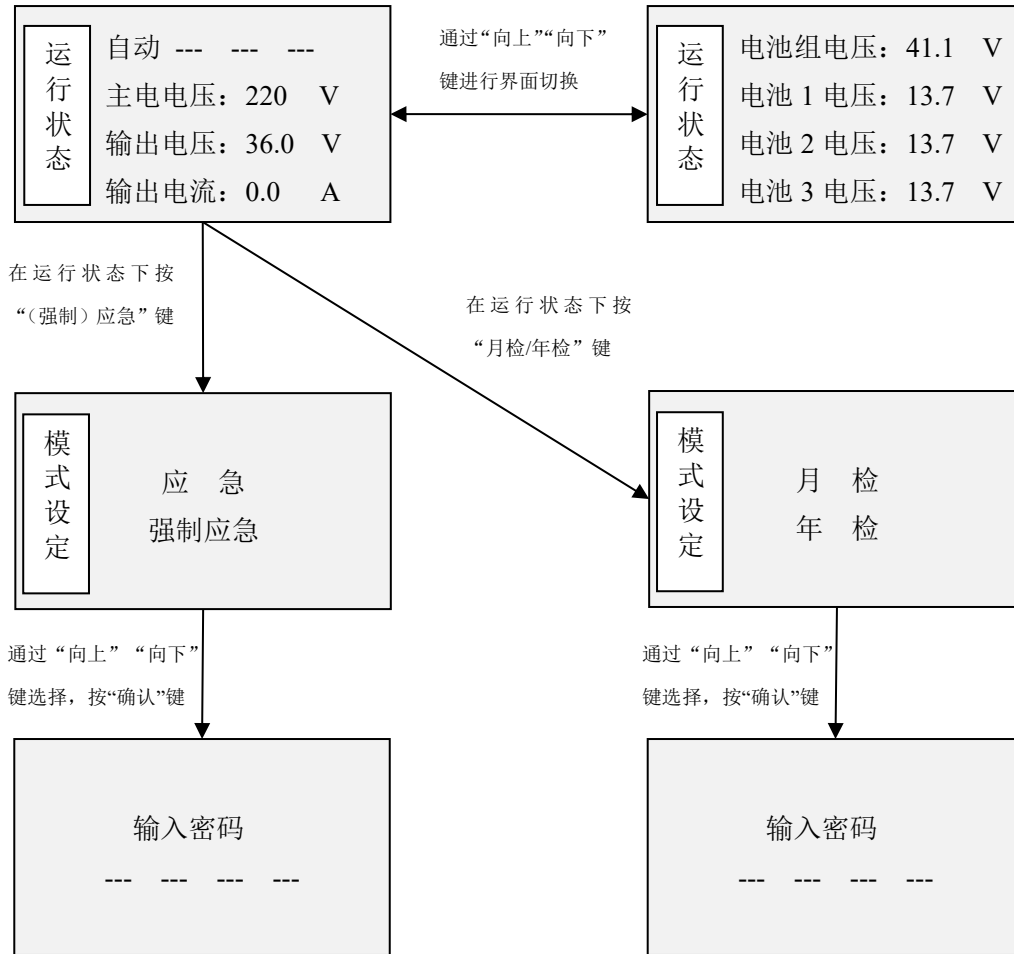 运行状态
自动 --- --- ---
主电电压：220 V
输出电压：36.0 V
输出电流：0.0 A
通过“向上”“向下”
键进行界面切换
运行状态
电池组电压：41.1 V
电池 1 电压：13.7 V
电池 2 电压：13.7 V
电池 3 电压：13.7 V
在运行状态下按
“（强制）应急”键
在运行状态下按
“月检/年检”键
模式设定
应 急
强制应急
模式设定
月 检
年 检
通过“向上”“向下”
键选择，按“确认”键
通过“向上”“向下”
键选择，按“确认”键
输入密码
--- --- --- ---
输入密码
--- --- --- ---